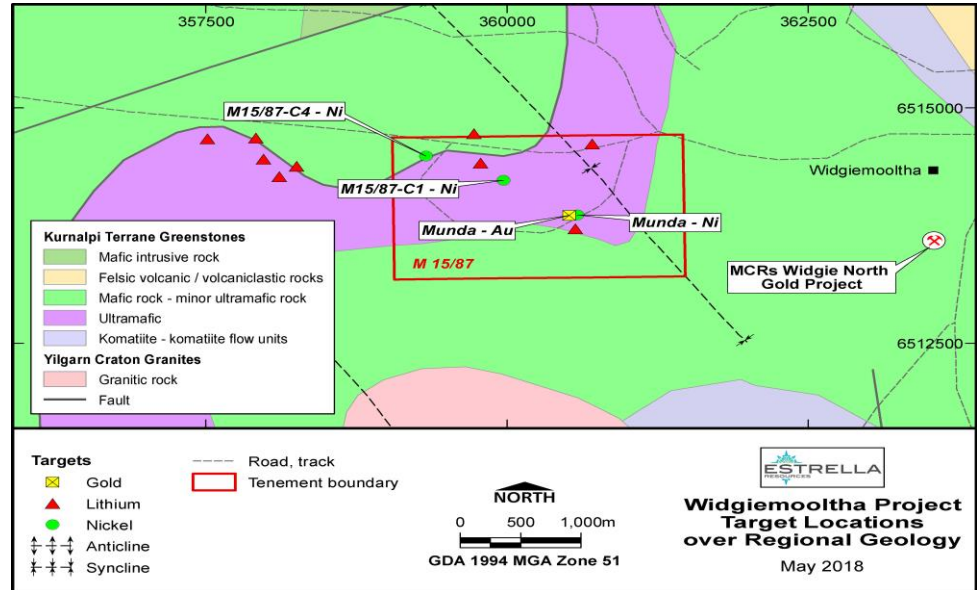 357500
360000
362500
6515000
M15/87-C4 - Ni
Widgiemooltha
M15/87-C1 - Ni
Munda - Au
Munda - Ni
M 15/87
MCRs Widgie North
Gold Project
6512500
Kurnalpi Terrane Greenstones
Mafic intrusive rock
Felsic volcanic / volcaniclastic rocks
Mafic rock - minor ultramafic rock
Ultramafic
Komatiite - komatiite flow units
Yilgarn Craton Granites
Granitic rock
Fault
Targets
Gold
Lithium
Nickel
Anticline
Syncline
Road, track
Tenement boundary
NORTH
0 500 1,000m
GDA 1994 MGA Zone 51
ESTRELLA
RESOURCES
Widgiemooltha Project
Target Locations
over Regional Geology
May 2018